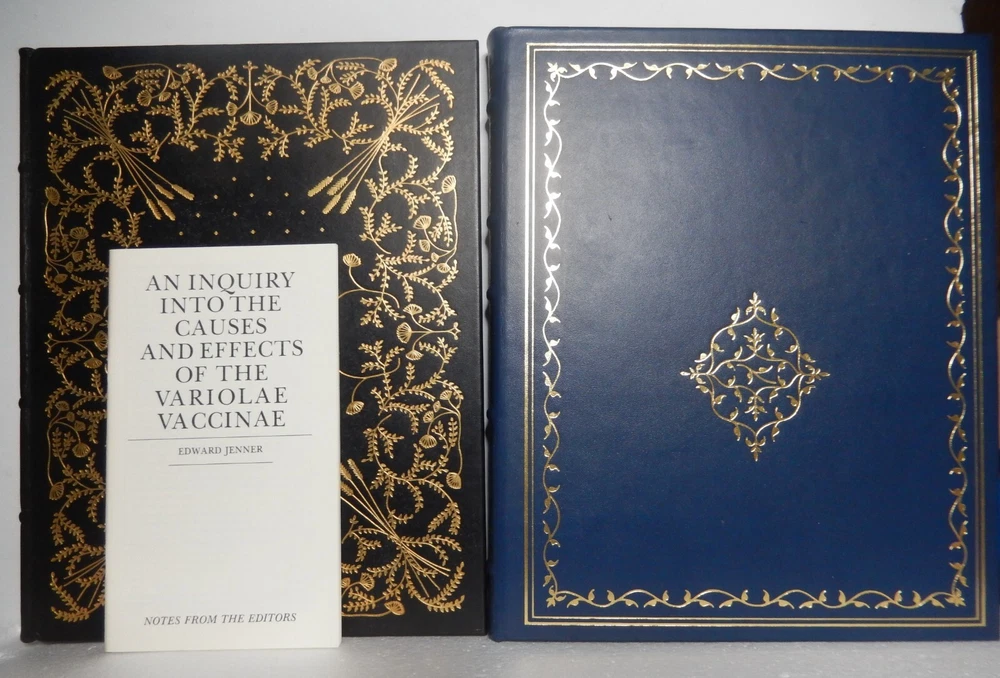 AN INQUIRY
INTO THE
CAUSES
AND EFFECTS
OF THE
VARIOLAE
VACCINAE
EDWARD JENNER
NOTES FROM THE EDITORS